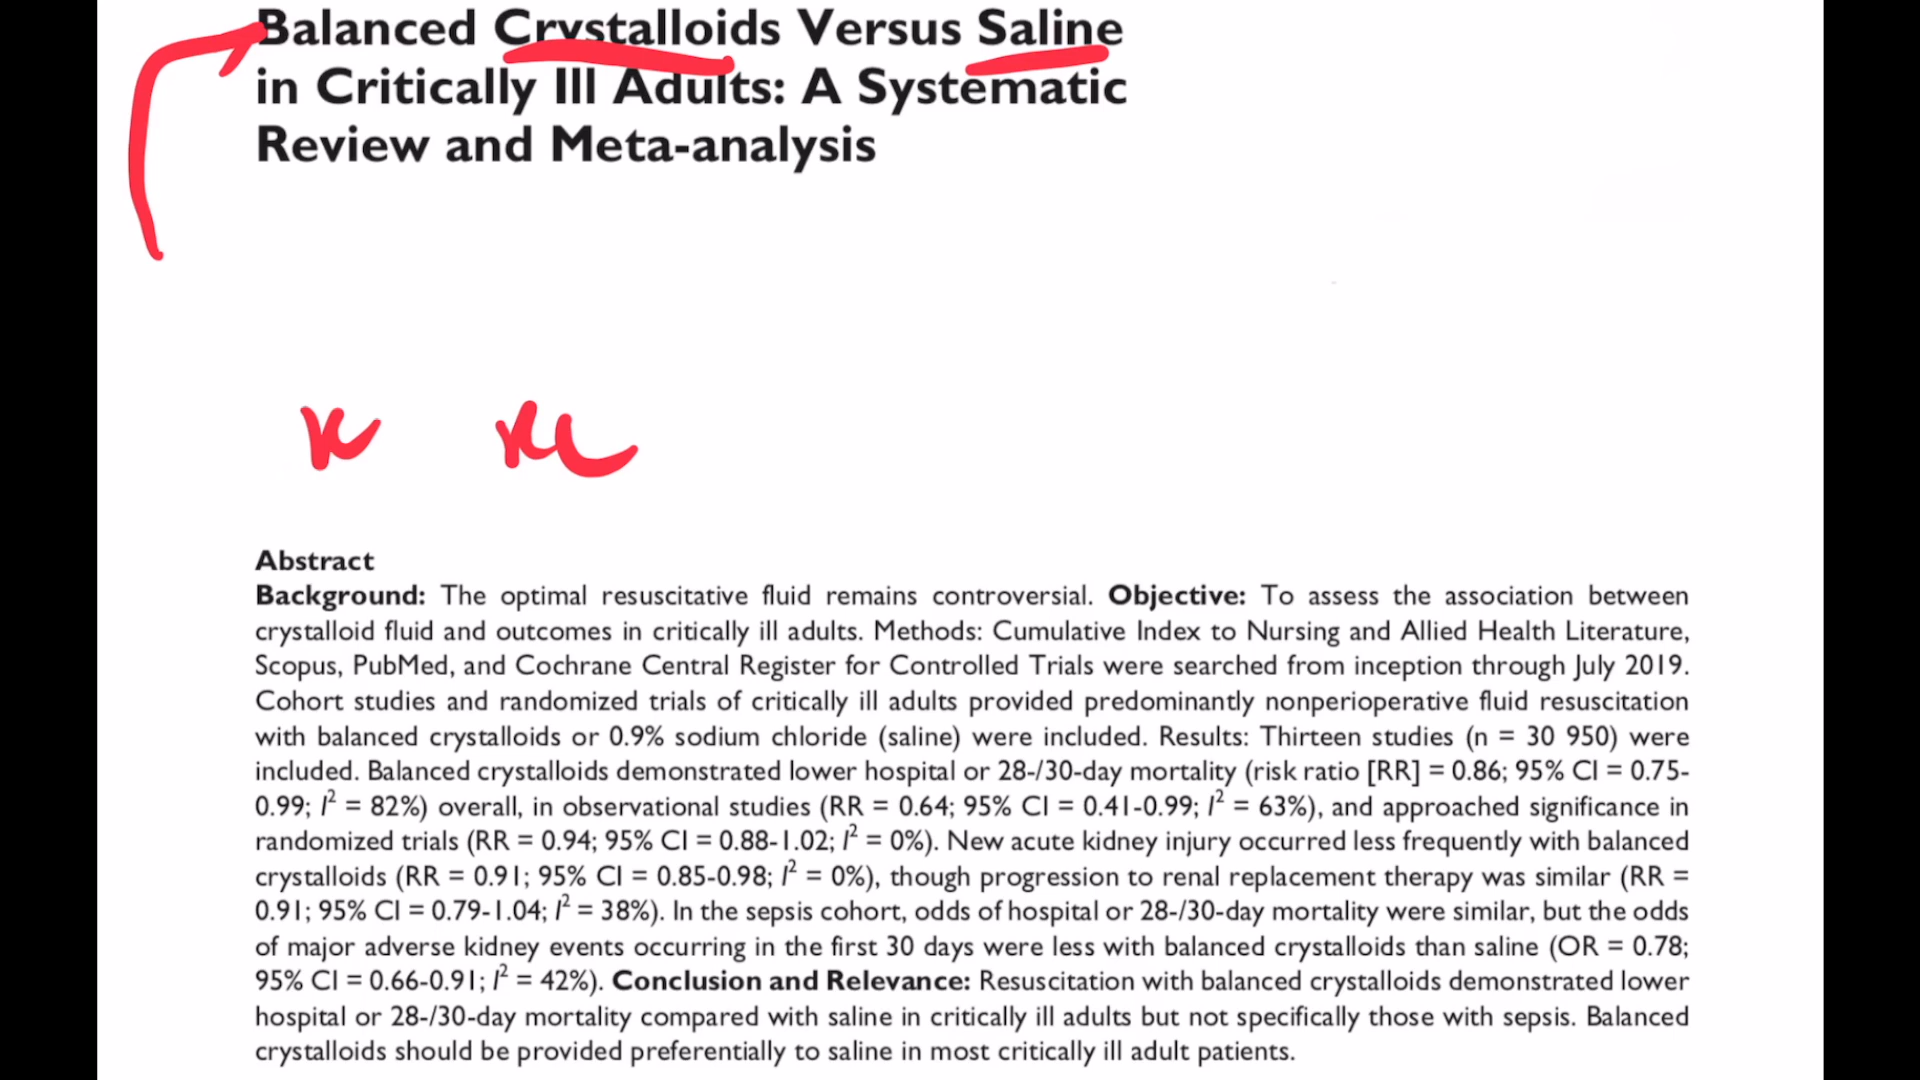 Balanced Crystalloids Versus Saline
in Critically Ill Adults: A Systematic
Review and Meta-analysis
Abstract
Background: The optimal resuscitative fluid remains controversial. Objective: To assess the association between
crystalloid fluid and outcomes in critically ill adults. Methods: Cumulative Index to Nursing and Allied Health Literature,
Scopus, PubMed, and Cochrane Central Register for Controlled Trials were searched from inception through July 2019.
Cohort studies and randomized trials of critically ill adults provided predominantly nonperioperative fluid resuscitation
with balanced crystalloids or 0.9% sodium chloride (saline) were included. Results: Thirteen studies (n = 30 950) were
included. Balanced crystalloids demonstrated lower hospital or 28-/30-day mortality (risk ratio [RR] = 0.86; 95% CI = 0.75-
0.99; I² = 82%) overall, in observational studies (RR = 0.64; 95% CI = 0.41-0.99; I² = 63%), and approached significance in
randomized trials (RR = 0.94; 95% CI = 0.88-1.02; I² = 0%). New acute kidney injury occurred less frequently with balanced
crystalloids (RR = 0.91; 95% CI = 0.85-0.98; I² = 0%), though progression to renal replacement therapy was similar (RR =
0.91; 95% CI = 0.79-1.04; I² = 38%). In the sepsis cohort, odds of hospital or 28-/30-day mortality were similar, but the odds
of major adverse kidney events occurring in the first 30 days were less with balanced crystalloids than saline (OR = 0.78;
95% CI = 0.66-0.91; I² = 42%). Conclusion and Relevance: Resuscitation with balanced crystalloids demonstrated lower
hospital or 28-/30-day mortality compared with saline in critically ill adults but not specifically those with sepsis. Balanced
crystalloids should be provided preferentially to saline in most critically ill adult patients.